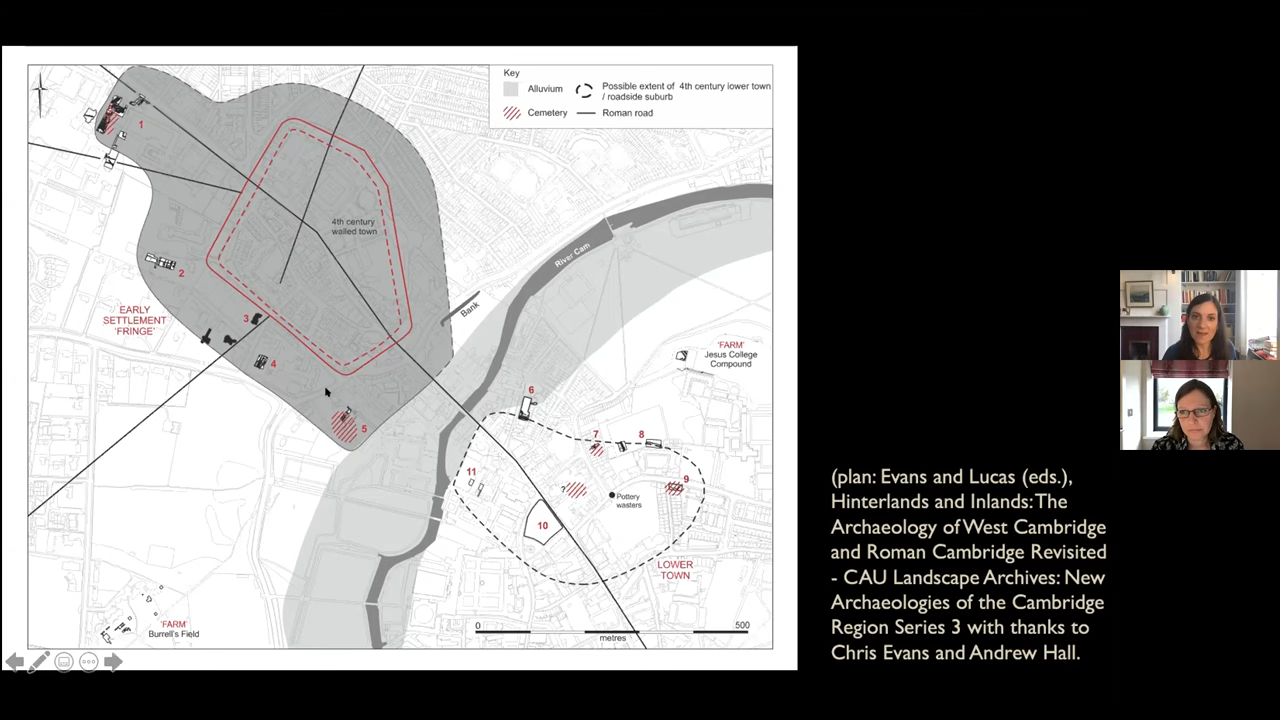 Key
Alluvium
Possible extent of 4th century lower town
/ roadside suburb
Cemetery
Roman road
1
4th century
walled town
River Cam
2
EARLY
SETTLEMENT
'FRINGE'
3
Bank
4
'FARM'
Jesus College
Compound
6
5
7
8
11
9
?
Pottery
wasters
10
LOWER
TOWN
'FARM'
Burrell's Field
0
500
metres
(plan: Evans and Lucas (eds.),
Hinterlands and Inlands: The
Archaeology of West Cambridge
and Roman Cambridge Revisited
- CAU Landscape Archives: New
Archaeologies of the Cambridge
Region Series 3 with thanks to
Chris Evans and Andrew Hall.